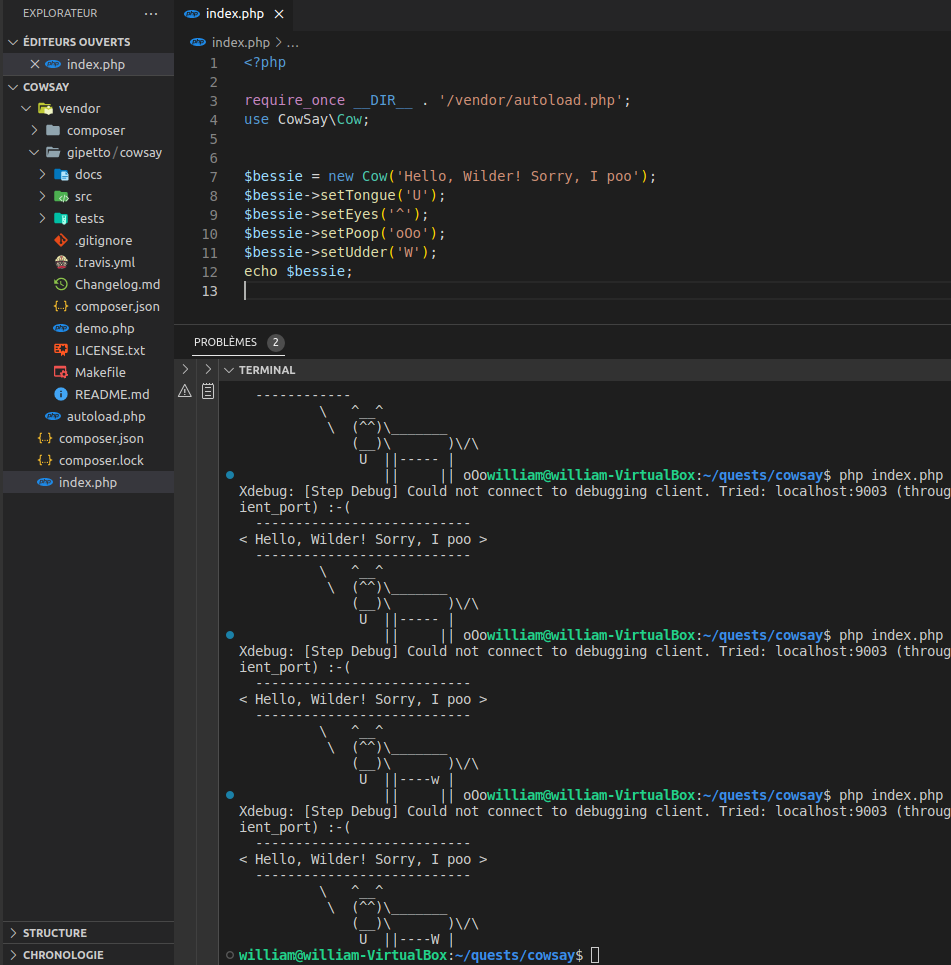 EXPLORATEUR ...
ÉDITEURS OUVERTS
index.php
COWSAY
vendor
composer
gipetto/cowsay
docs
src
tests
.gitignore
.travis.yml
Changelog.md
composer.json
demo.php
LICENSE.txt
Makefile
README.md
autoload.php
composer.json
composer.lock
index.php
STRUCTURE
CHRONOLOGIE
index.php
index.php > ...
1 <?php
2
3 require_once __DIR__ . '/vendor/autoload.php';
4 use CowSay\Cow;
5
6
7 $bessie = new Cow('Hello, Wilder! Sorry, I poo');
8 $bessie->setTongue('U');
9 $bessie->setEyes('^');
10 $bessie->setPoop('oOo');
11 $bessie->setUdder('W');
12 echo $bessie;
13
PROBLÈMES 2
TERMINAL
  ------------
          \   ^__^
           \  (^^)\_______
              (__)\       )\/\
               U  ||----- |
                  ||     || oOowilliam@william-VirtualBox:~/quests/cowsay$ php index.php
Xdebug: [Step Debug] Could not connect to debugging client. Tried: localhost:9003 (throug
ient_port) :-(
  ---------------------------
< Hello, Wilder! Sorry, I poo >
  ---------------------------
          \   ^__^
           \  (^^)\_______
              (__)\       )\/\
               U  ||----- |
                  ||     || oOowilliam@william-VirtualBox:~/quests/cowsay$ php index.php
Xdebug: [Step Debug] Could not connect to debugging client. Tried: localhost:9003 (throug
ient_port) :-(
  ---------------------------
< Hello, Wilder! Sorry, I poo >
  ---------------------------
          \   ^__^
           \  (^^)\_______
              (__)\       )\/\
               U  ||----w |
                  ||     || oOowilliam@william-VirtualBox:~/quests/cowsay$ php index.php
Xdebug: [Step Debug] Could not connect to debugging client. Tried: localhost:9003 (throug
ient_port) :-(
  ---------------------------
< Hello, Wilder! Sorry, I poo >
  ---------------------------
          \   ^__^
           \  (^^)\_______
              (__)\       )\/\
               U  ||----W |
william@william-VirtualBox:~/quests/cowsay$